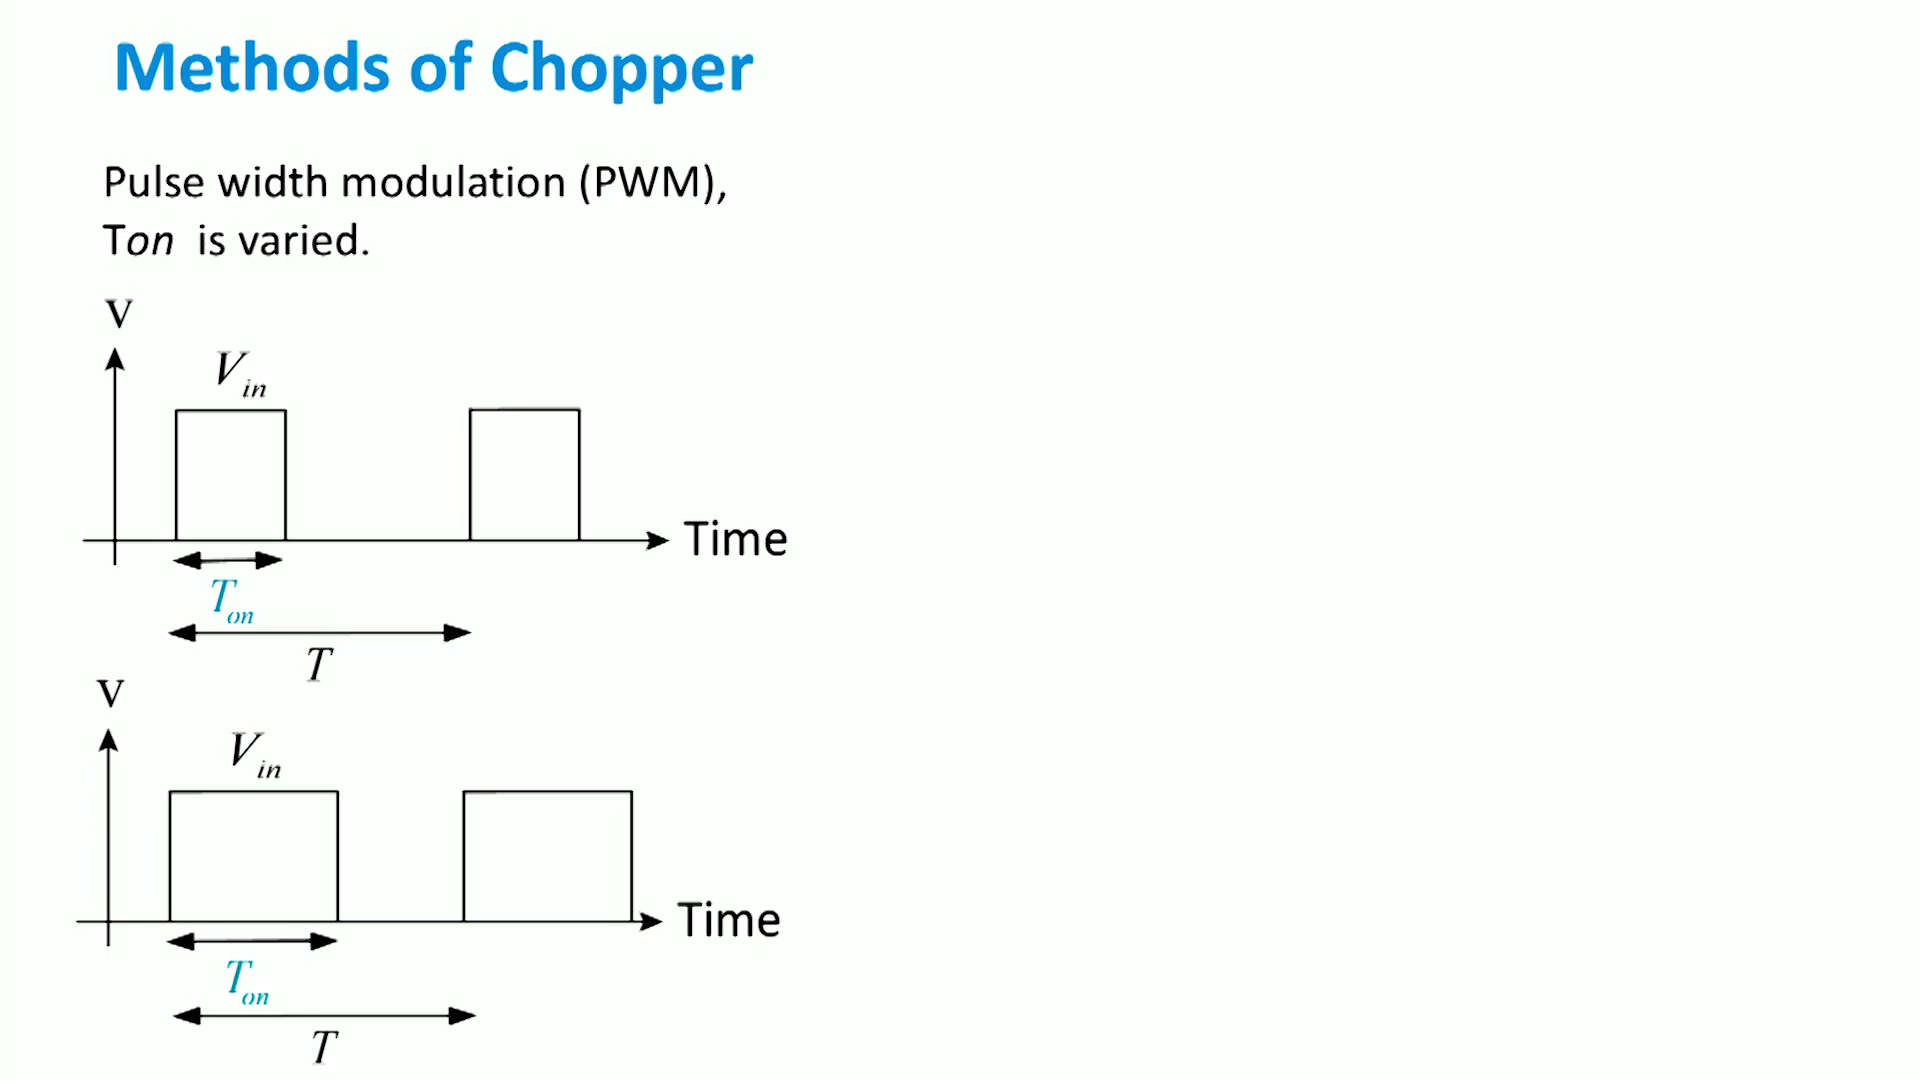 Methods of Chopper
Pulse width modulation (PWM),
Ton is varied.
V
Vin
Time
Ton
T
V
Vin
Time
Ton
T